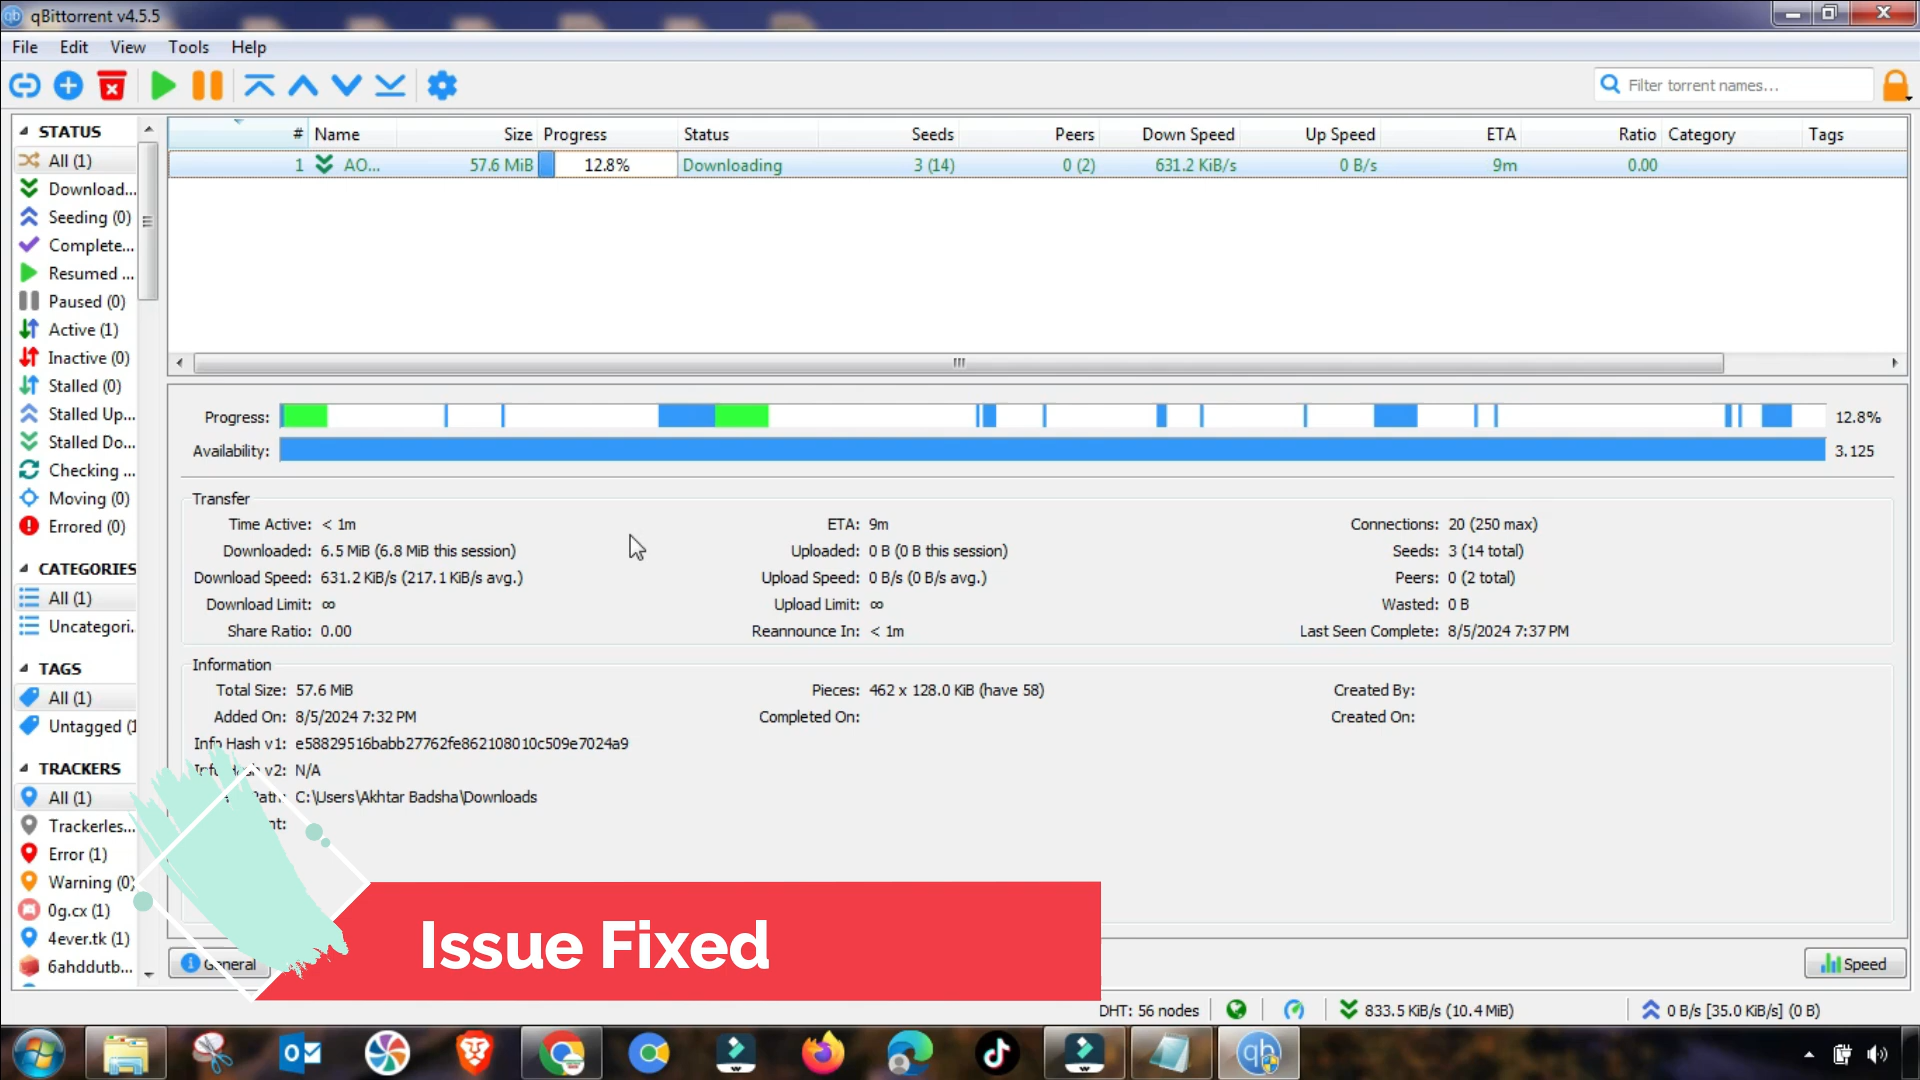 qBittorrent v4.5.5
File Edit View Tools Help
Filter torrent names...
STATUS
All (1)
Download...
Seeding (0)
Complete...
Resumed ...
Paused (0)
Active (1)
Inactive (0)
Stalled (0)
Stalled Up...
Stalled Do...
Checking ...
Moving (0)
Errored (0)
CATEGORIES
All (1)
Uncategori..
TAGS
All (1)
Untagged (1
TRACKERS
All (1)
Trackerles...
Error (1)
Warning (0)
0g.cx (1)
4ever.tk (1)
6ahddutb...
# Name Size Progress Status Seeds Peers Down Speed Up Speed ETA Ratio Category Tags
1 AO... 57.6 MiB 12.8% Downloading 3 (14) 0 (2) 631.2 KiB/s 0 B/s 9m 0.00
Progress: 12.8%
Availability: 3.125
Transfer
Time Active: < 1m ETA: 9m Connections: 20 (250 max)
Downloaded: 6.5 MiB (6.8 MiB this session) Uploaded: 0 B (0 B this session) Seeds: 3 (14 total)
Download Speed: 631.2 KiB/s (217.1 KiB/s avg.) Upload Speed: 0 B/s (0 B/s avg.) Peers: 0 (2 total)
Download Limit: ∞ Upload Limit: ∞ Wasted: 0 B
Share Ratio: 0.00 Reannounce In: < 1m Last Seen Complete: 8/5/2024 7:37 PM
Information
Total Size: 57.6 MiB Pieces: 462 x 128.0 KiB (have 58) Created By:
Added On: 8/5/2024 7:32 PM Completed On: Created On:
Info Hash v1: e58829516babb27762fe862108010c509e7024a9
v2: N/A
Path: C:\Users\Akhtar Badsha\Downloads
nt:
Issue Fixed
General Speed
DHT: 56 nodes 833.5 KiB/s (10.4 MiB) 0 B/s [35.0 KiB/s] (0 B)